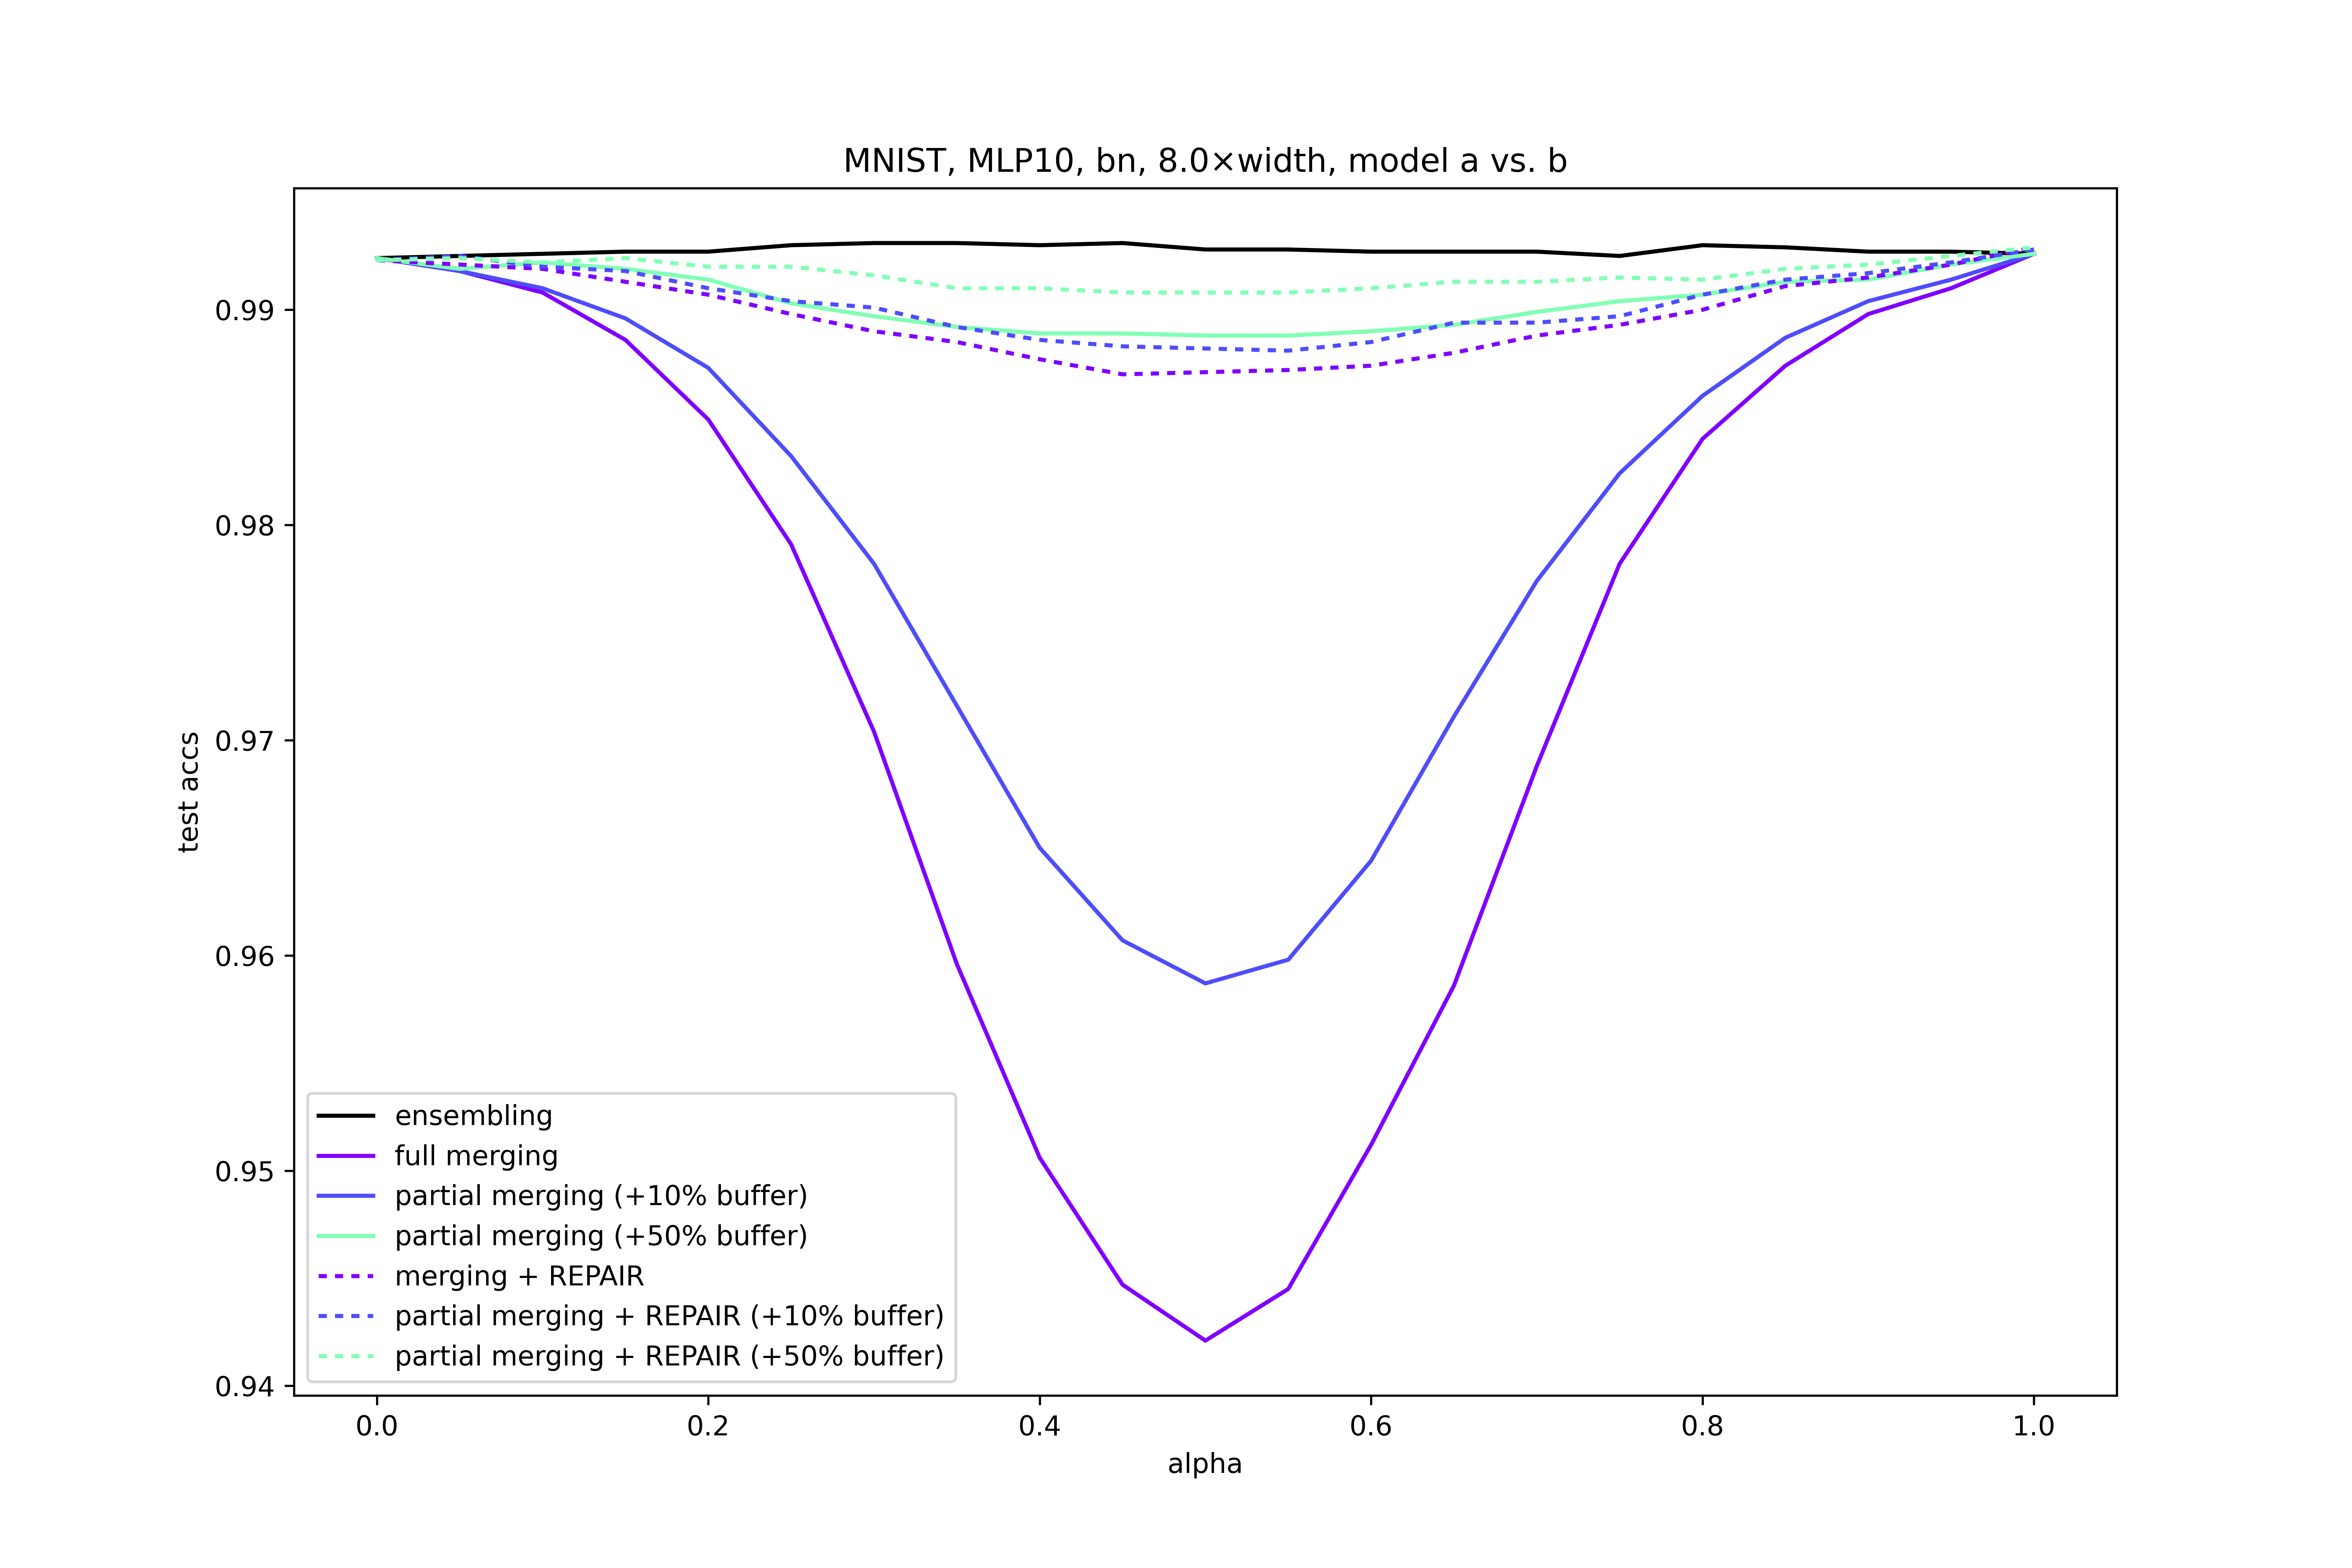 MNIST, MLP10, bn, 8.0×width, model a vs. b
test accs
0.99
0.98
0.97
0.96
0.95
0.94
ensembling
full merging
partial merging (+10% buffer)
partial merging (+50% buffer)
merging + REPAIR
partial merging + REPAIR (+10% buffer)
partial merging + REPAIR (+50% buffer)
0.0 0.2 0.4 0.6 0.8 1.0
alpha